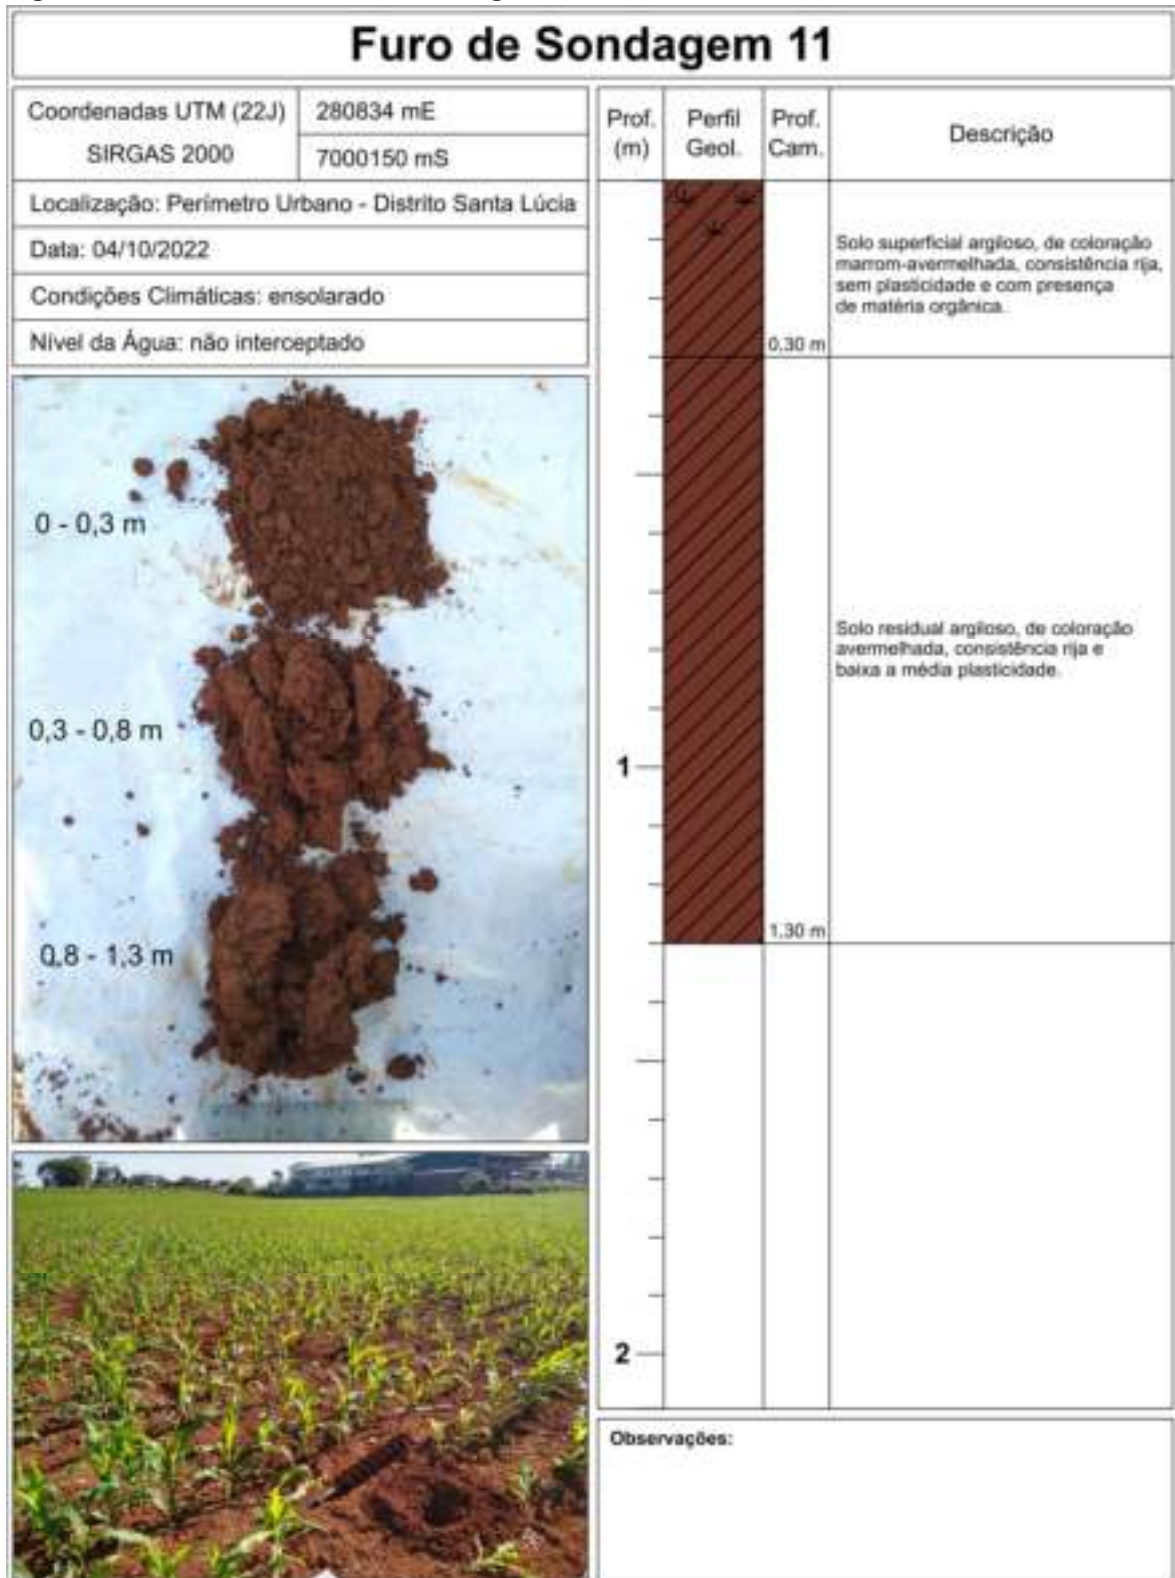 Furo de Sondagem 11
Coordenadas UTM (22J)
SIRGAS 2000
280834 mE
7000150 mS
Localização: Perímetro Urbano - Distrito Santa Lúcia
Data: 04/10/2022
Condições Climáticas: ensolarado
Nível da Água: não interceptado
0 - 0,3 m
0,3 - 0,8 m
0,8 - 1,3 m
Prof.
(m)
Perfil
Geol.
Prof.
Cam.
Descrição
Solo superficial argiloso, de coloração
marrom-avermelhada, consistência rija,
sem plasticidade e com presença
de matéria orgânica.
0,30 m
Solo residual argiloso, de coloração
avermelhada, consistência rija e
baixa a média plasticidade.
1
1,30 m
2
Observações: